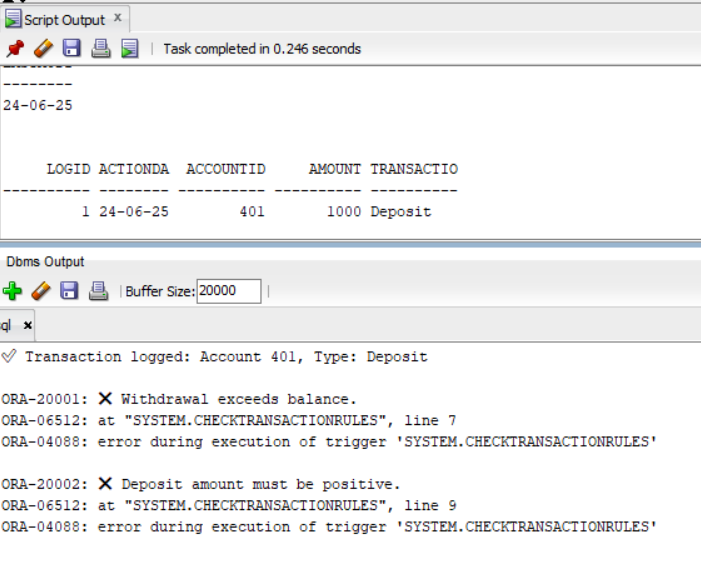 Script Output x
Task completed in 0.246 seconds
--------
24-06-25
LOGID ACTIONDA ACCOUNTID AMOUNT TRANSACTIO
---------- -------- ---------- ---------- ----------
1 24-06-25 401 1000 Deposit
Dbms Output
Buffer Size: 20000
ql x
✓ Transaction logged: Account 401, Type: Deposit
ORA-20001: ✗ Withdrawal exceeds balance.
ORA-06512: at "SYSTEM.CHECKTRANSACTIONRULES", line 7
ORA-04088: error during execution of trigger 'SYSTEM.CHECKTRANSACTIONRULES'
ORA-20002: ✗ Deposit amount must be positive.
ORA-06512: at "SYSTEM.CHECKTRANSACTIONRULES", line 9
ORA-04088: error during execution of trigger 'SYSTEM.CHECKTRANSACTIONRULES'